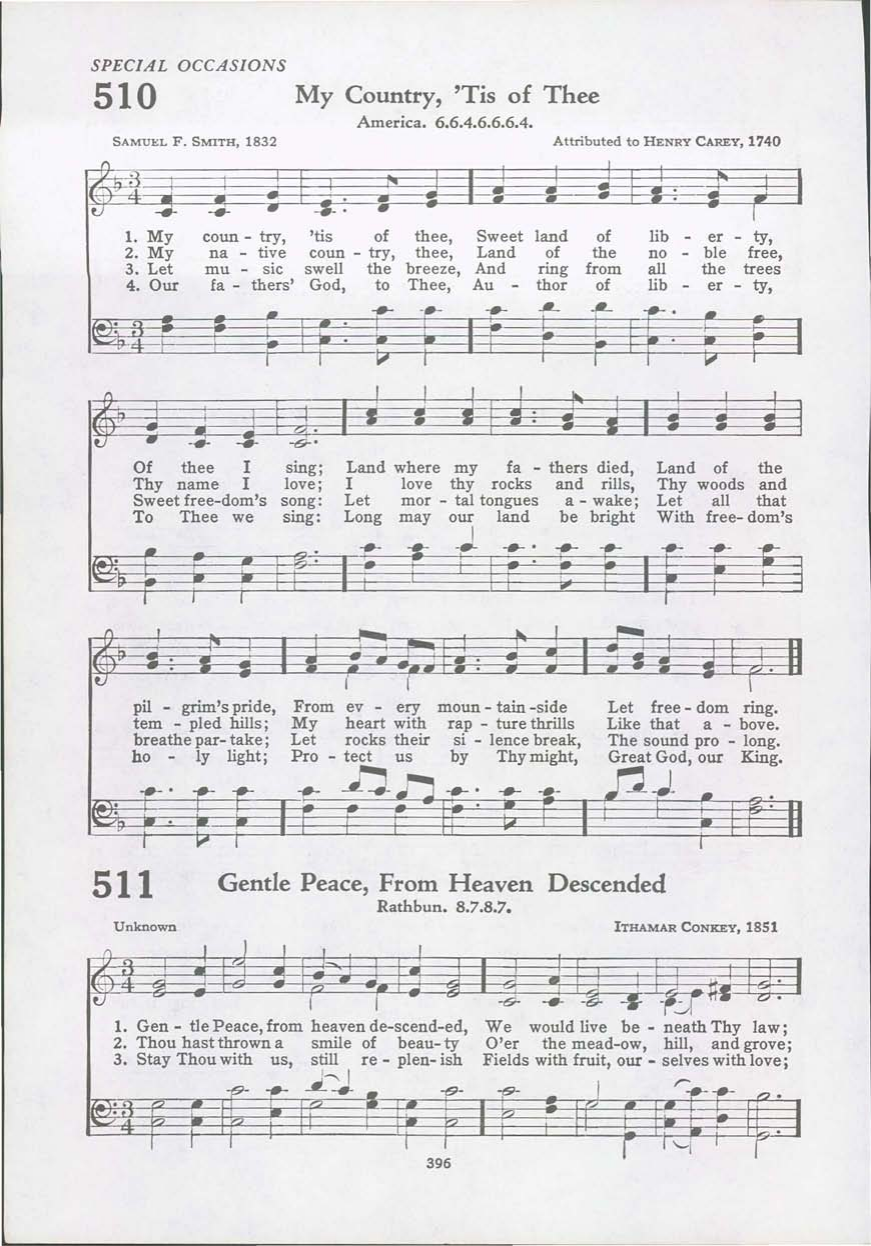 SPECIAL OCCASIONS
510 My Country, 'Tis of Thee
America. 6.6.4.6.6.6.4.
SAMUEL F. SMITH, 1832 Attributed to HENRY CAREY, 1740
3 4
1. My coun - try, 'tis of thee, Sweet land of lib - er - ty,
2. My na - tive coun - try, thee, Land of the no - ble free,
3. Let mu - sic swell the breeze, And ring from all the trees
4. Our fa - thers' God, to Thee, Au - thor of lib - er - ty,
3 4
Of thee I sing; Land where my fa - thers died, Land of the
Thy name I love; I love thy rocks and rills, Thy woods and
Sweet free-dom's song: Let mor - tal tongues a - wake; Let all that
To Thee we sing: Long may our land be bright With free- dom's
pil - grim's pride, From ev - ery moun - tain -side Let free - dom ring.
tem - pled hills; My heart with rap - ture thrills Like that a - bove.
breathe par- take; Let rocks their si - lence break, The sound pro - long.
ho - ly light; Pro - tect us by Thy might, Great God, our King.
511 Gentle Peace, From Heaven Descended
Rathbun. 8.7.8.7.
Unknown ITHAMAR CONKEY, 1851
3 4
1. Gen - tle Peace, from heaven de-scend-ed, We would live be - neath Thy law;
2. Thou hast thrown a smile of beau- ty O'er the mead-ow, hill, and grove;
3. Stay Thou with us, still re - plen- ish Fields with fruit, our - selves with love;
3 4
396